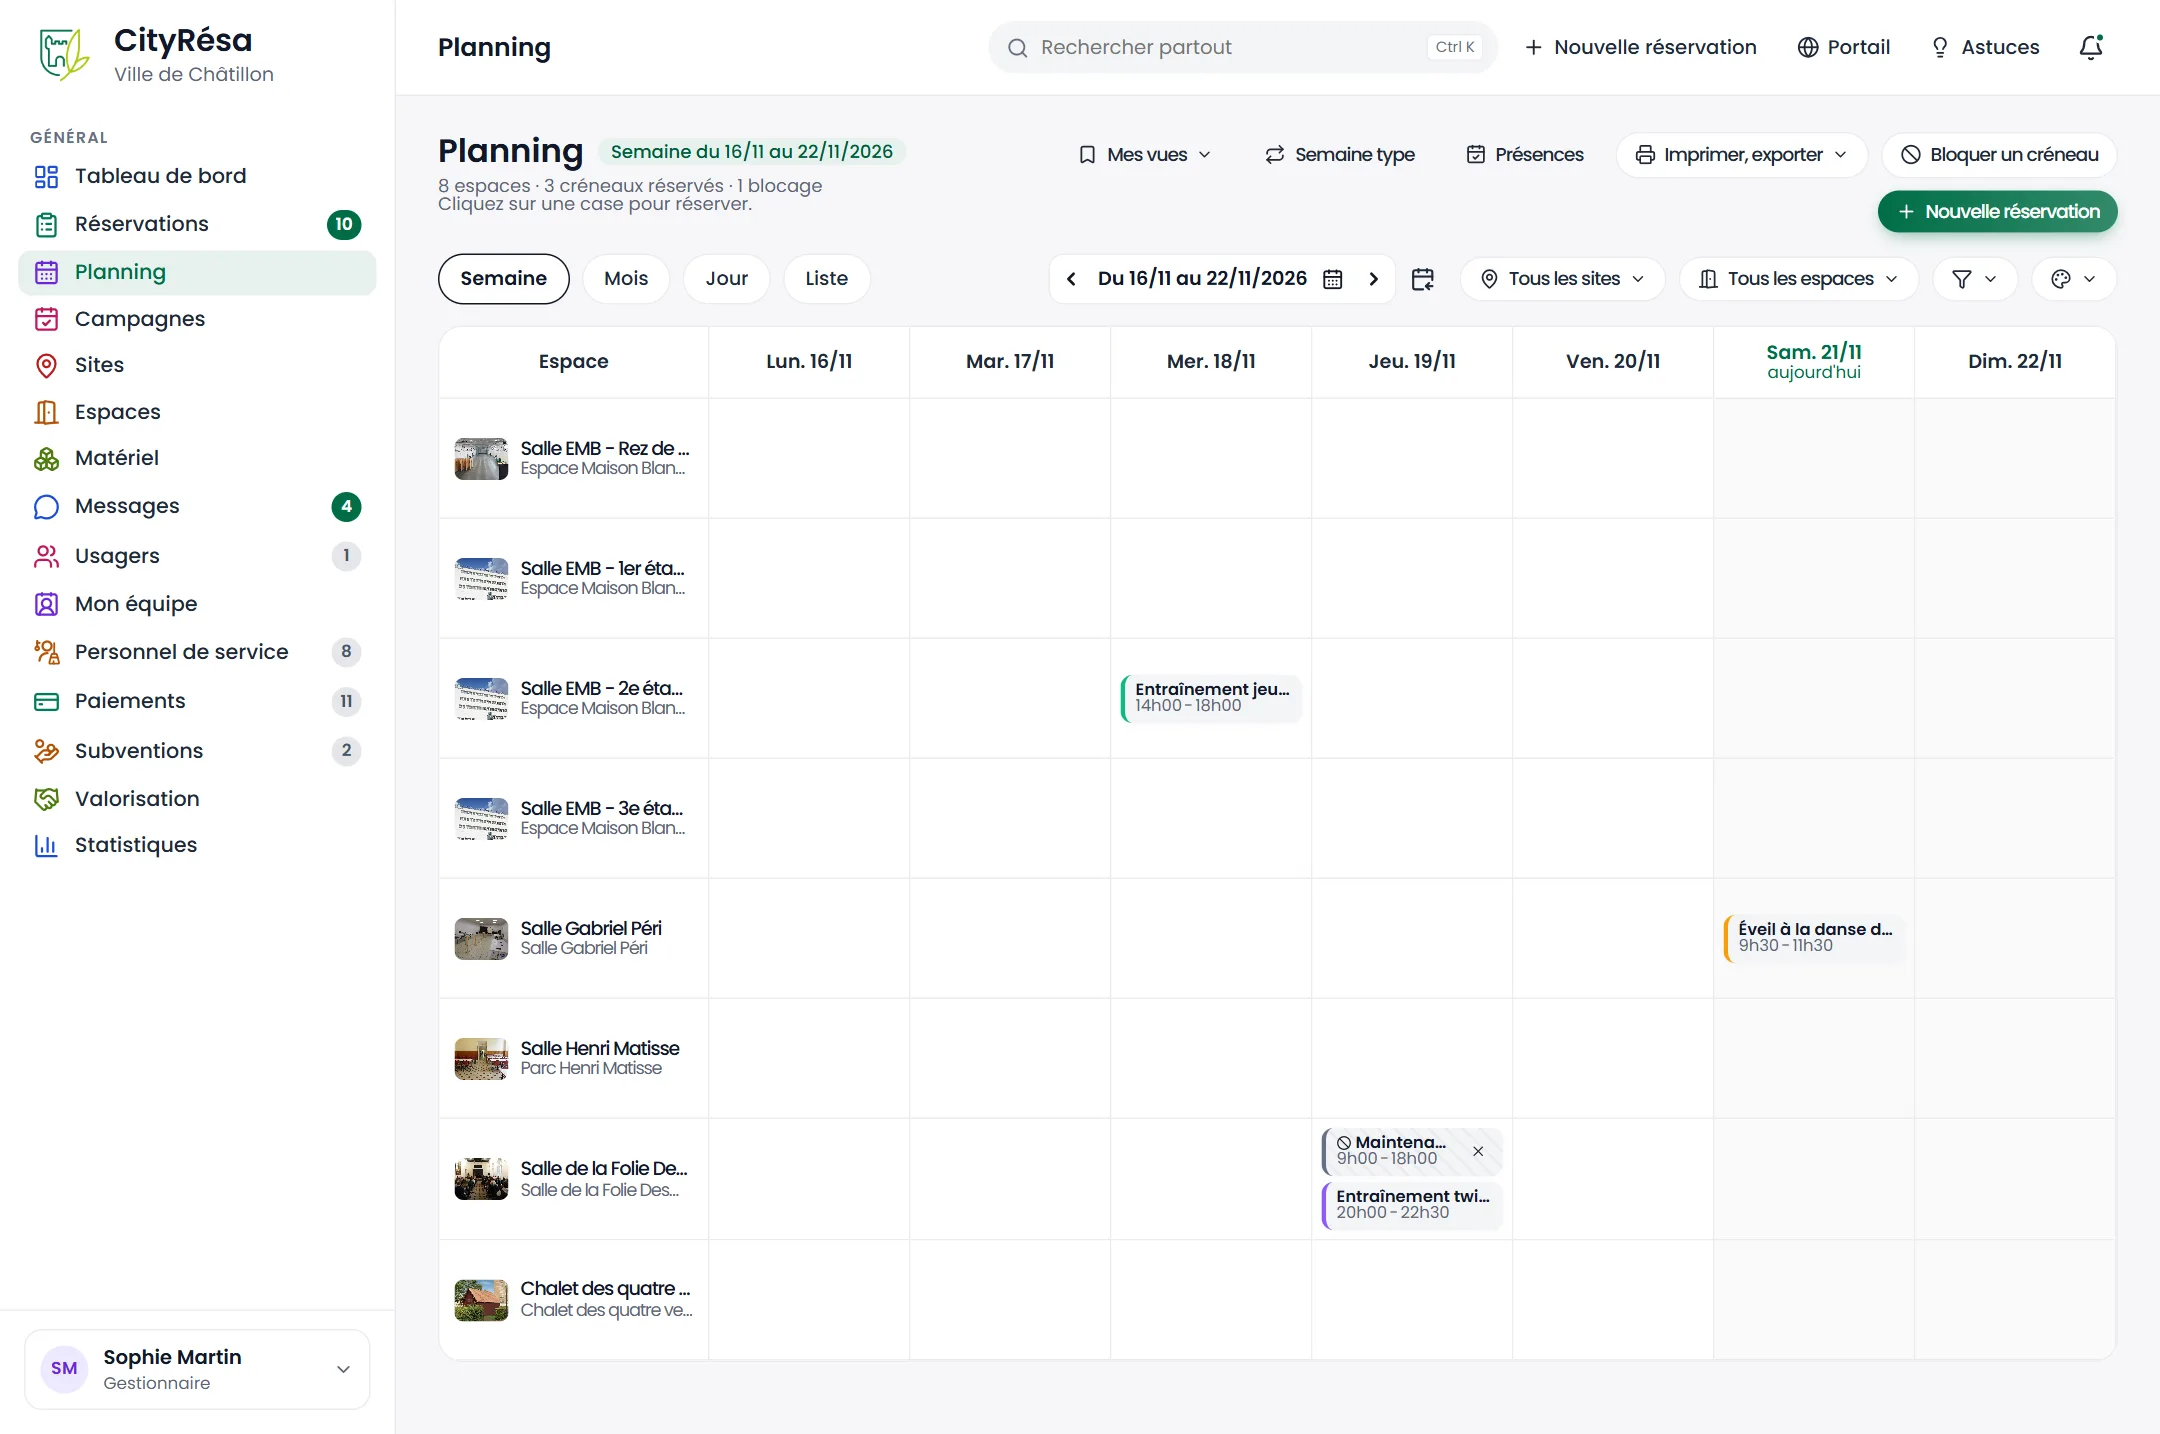 CityRésa
Ville de Châtillon
GÉNÉRAL
Tableau de bord
Réservations 10
Planning
Campagnes
Sites
Espaces
Matériel
Messages 4
Usagers 1
Mon équipe
Personnel de service 8
Paiements 11
Subventions 2
Valorisation
Statistiques
SM
Sophie Martin
Gestionnaire
Planning
Rechercher partout Ctrl K
Nouvelle réservation
Portail
Astuces
Planning Semaine du 16/11 au 22/11/2026
8 espaces · 3 créneaux réservés · 1 blocage
Cliquez sur une case pour réserver.
Mes vues
Semaine type
Présences
Imprimer, exporter
Bloquer un créneau
+ Nouvelle réservation
Semaine Mois Jour Liste
Du 16/11 au 22/11/2026
Tous les sites
Tous les espaces
Espace Lun. 16/11 Mar. 17/11 Mer. 18/11 Jeu. 19/11 Ven. 20/11 Sam. 21/11 Dim. 22/11
aujourd'hui
Salle EMB - Rez de ...
Espace Maison Blan...
Salle EMB - 1er éta...
Espace Maison Blan...
Salle EMB - 2e éta...
Espace Maison Blan...
Entraînement jeu...
14h00 - 18h00
Salle EMB - 3e éta...
Espace Maison Blan...
Salle Gabriel Péri
Salle Gabriel Péri
Éveil à la danse d...
9h30 - 11h30
Salle Henri Matisse
Parc Henri Matisse
Salle de la Folie De...
Salle de la Folie Des...
Maintena...
9h00 - 18h00
Entraînement twi...
20h00 - 22h30
Chalet des quatre ...
Chalet des quatre ve...